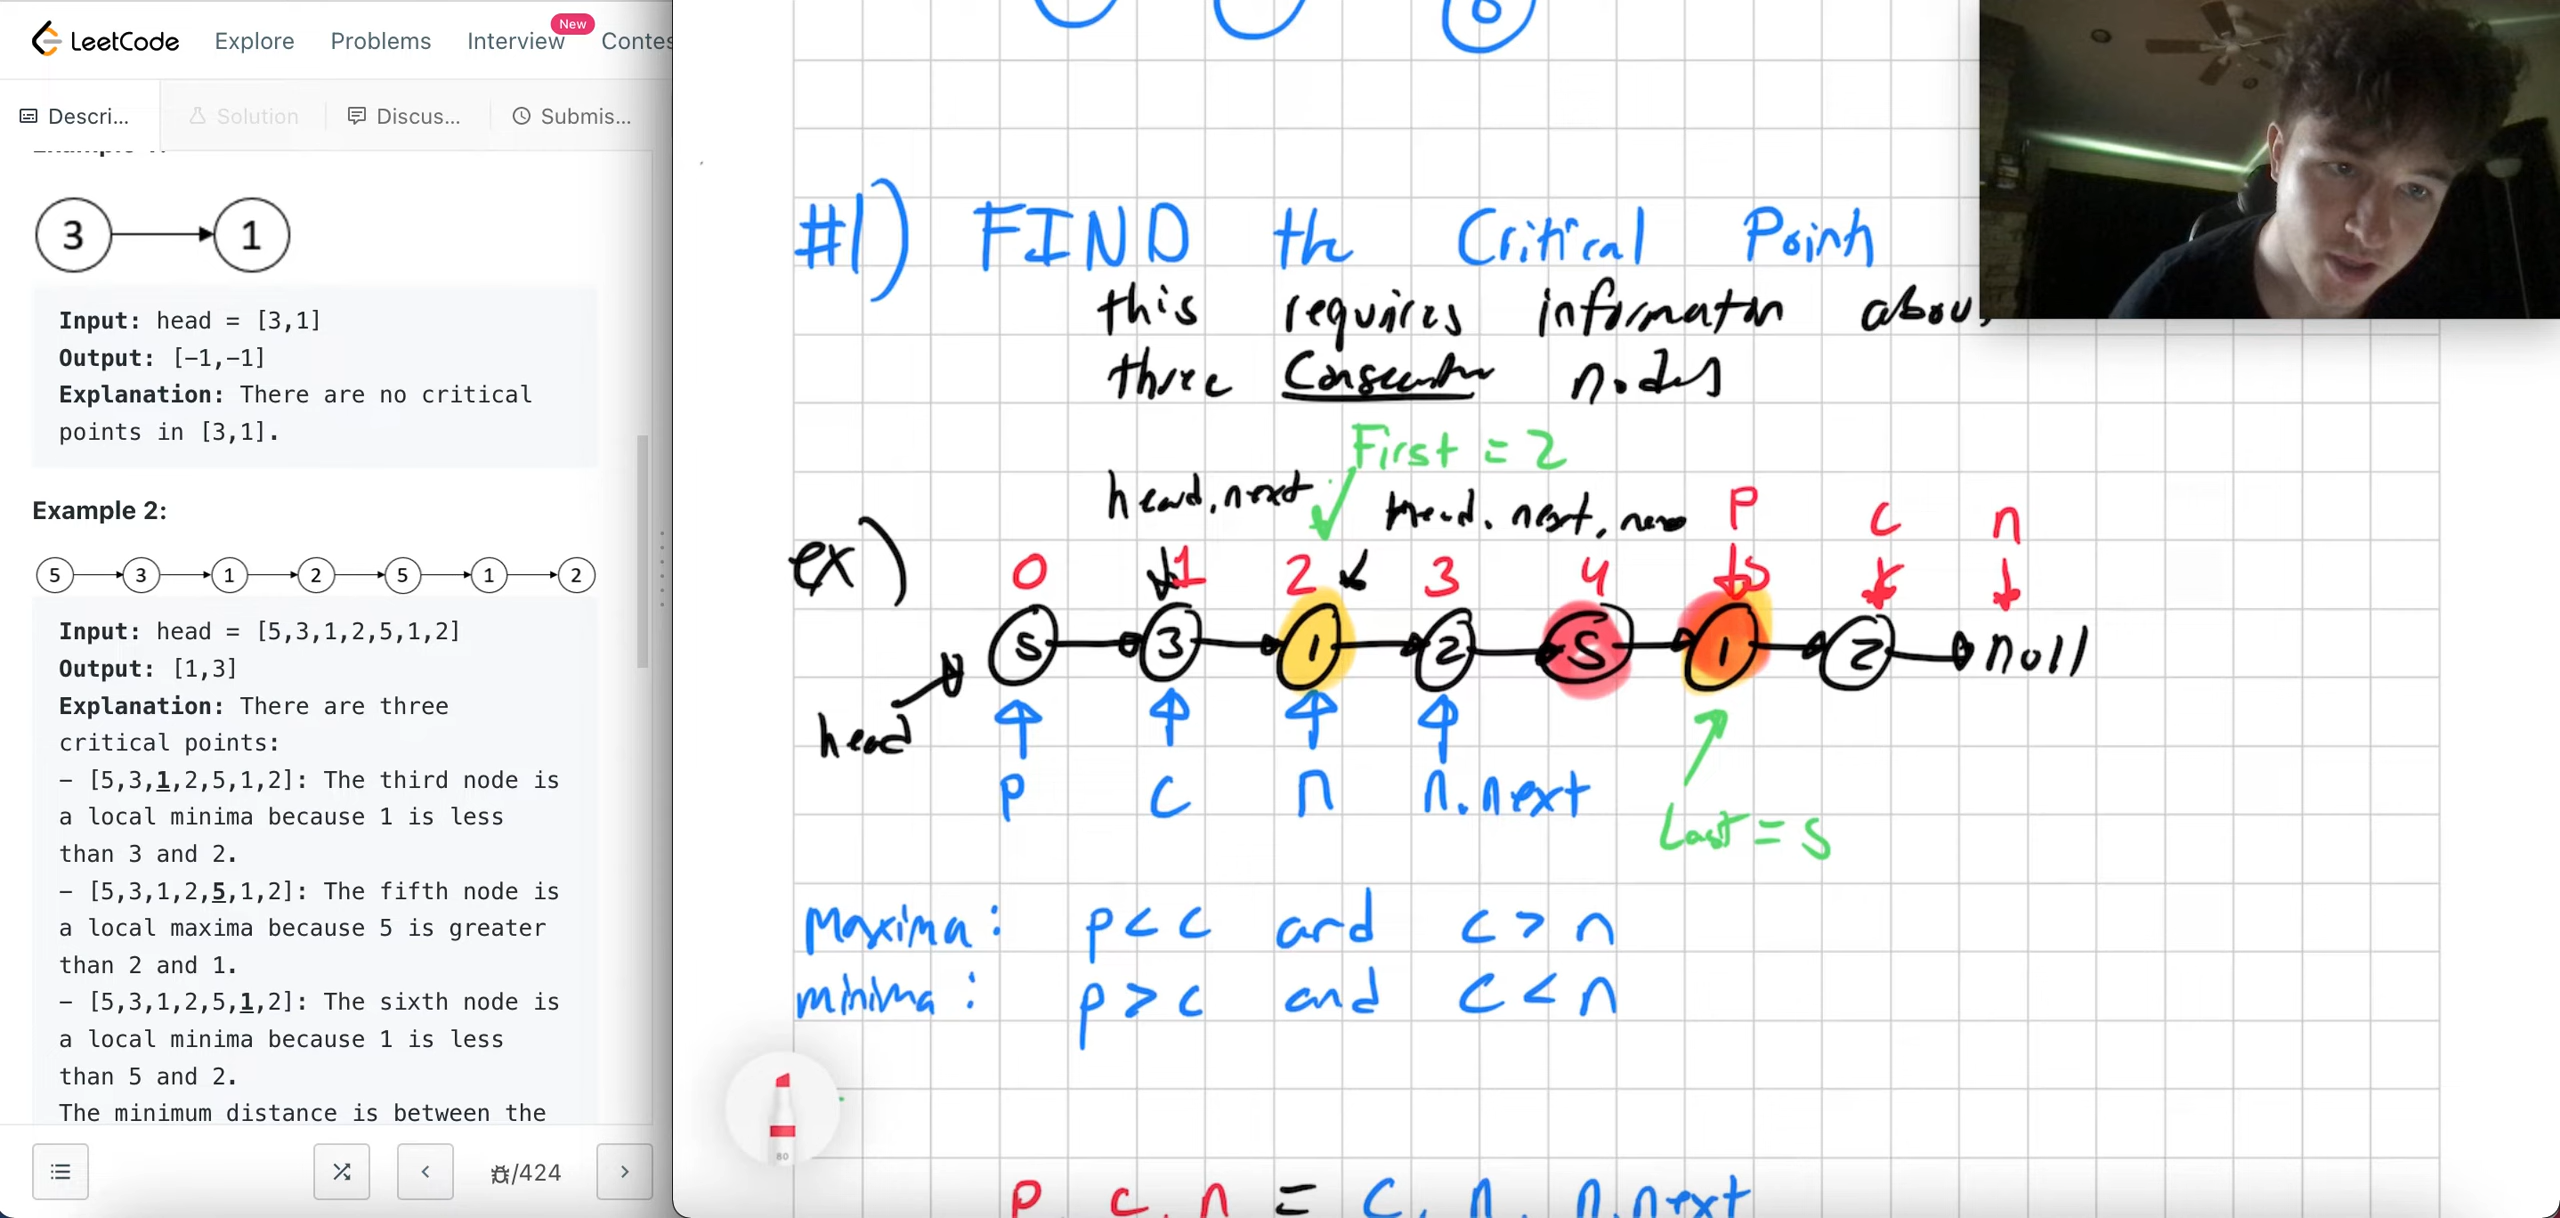 LeetCode
Explore
Problems
Interview
New
Contes
Descri...
Solution
Discus...
Submis...
3
1
Input: head = [3,1]
Output: [-1,-1]
Explanation: There are no critical
points in [3,1].
Example 2:
5 3 1 2 5 1 2
Input: head = [5,3,1,2,5,1,2]
Output: [1,3]
Explanation: There are three
critical points:
- [5,3,1,2,5,1,2]: The third node is
a local minima because 1 is less
than 3 and 2.
- [5,3,1,2,5,1,2]: The fifth node is
a local maxima because 5 is greater
than 2 and 1.
- [5,3,1,2,5,1,2]: The sixth node is
a local minima because 1 is less
than 5 and 2.
The minimum distance is between the
/424
6
#1) FIND the Critical Point
this requires informatn abou
three nodes
First = 2
head.next head.next.
P C n
ex) 0 1 2 3 4 5
5 3 1 2 5 1 2 null
head
P C n n.next
Last = 5
Maxima: p < c and c > n
minima: p > c and c < n
80
P, C, n = C, n, n.next